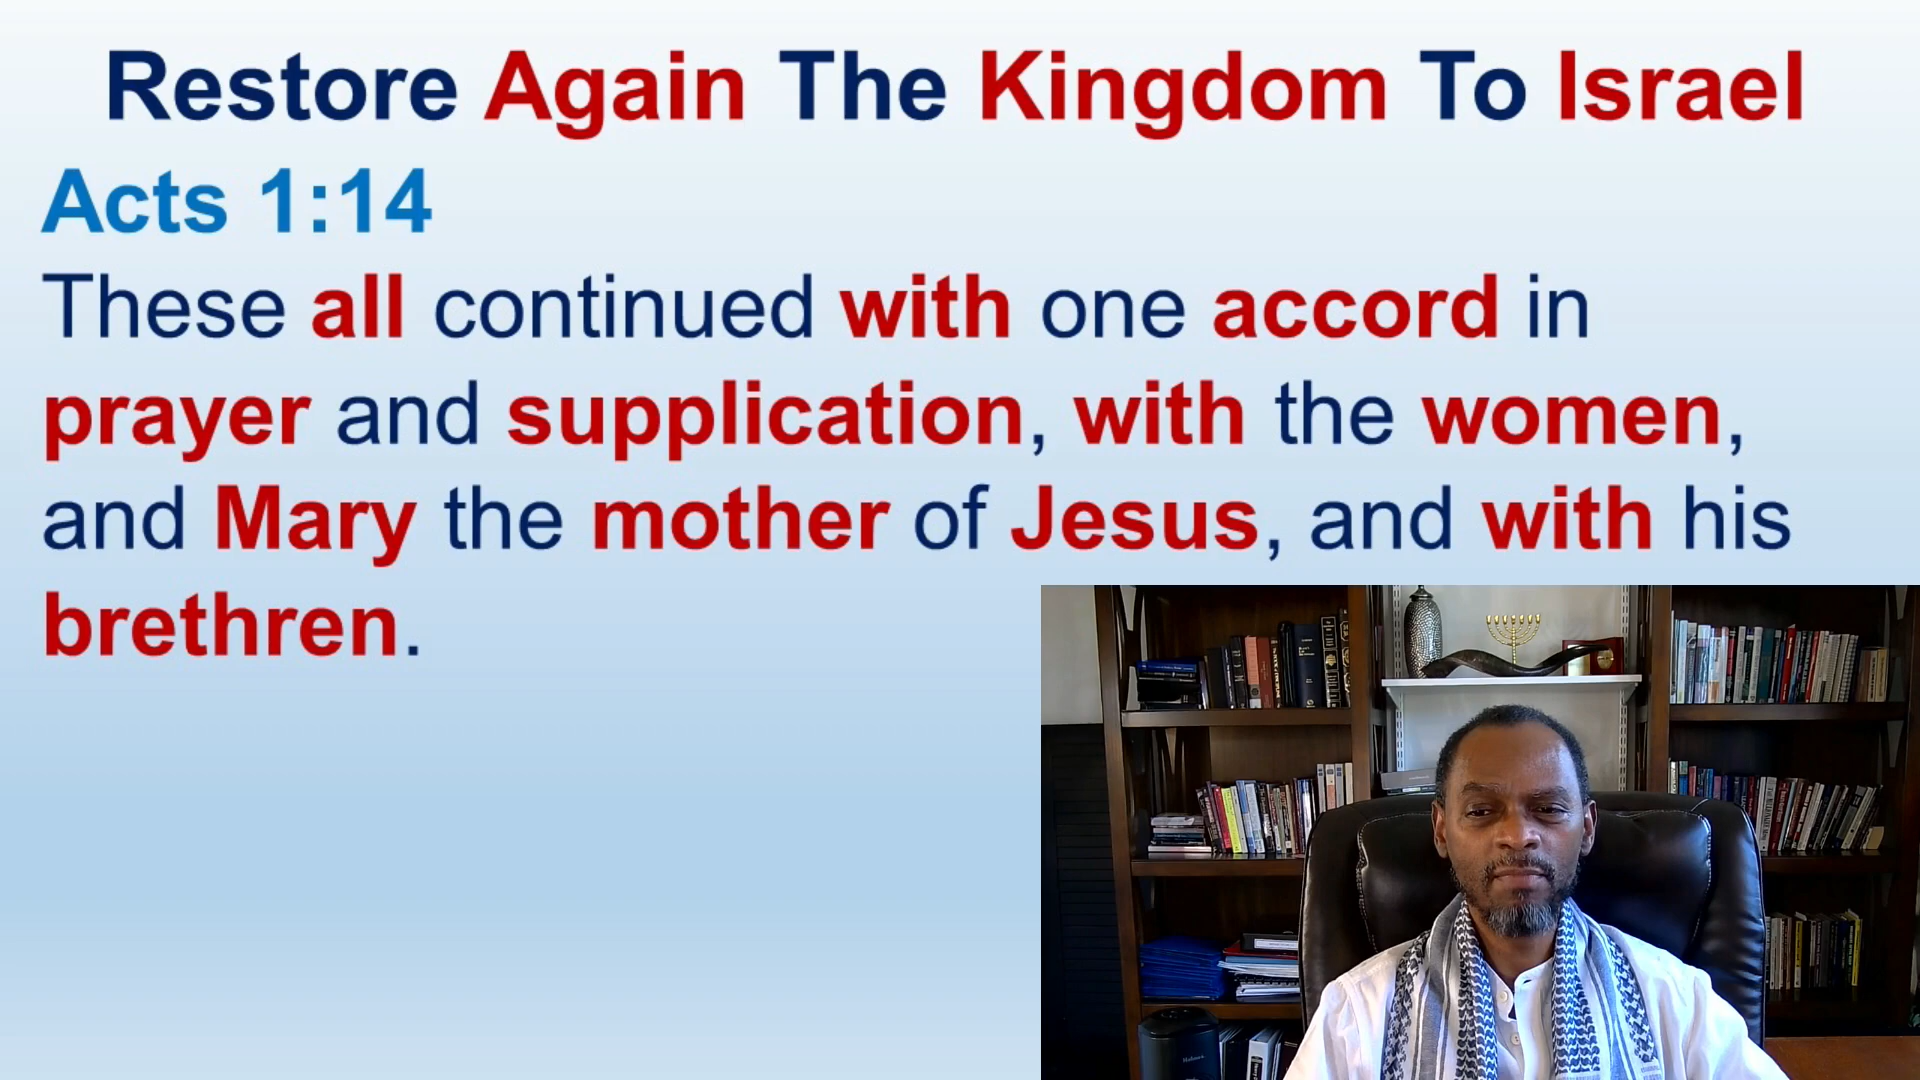 Restore Again The Kingdom To Israel
Acts 1:14
These all continued with one accord in
prayer and supplication, with the women,
and Mary the mother of Jesus, and with his
brethren.